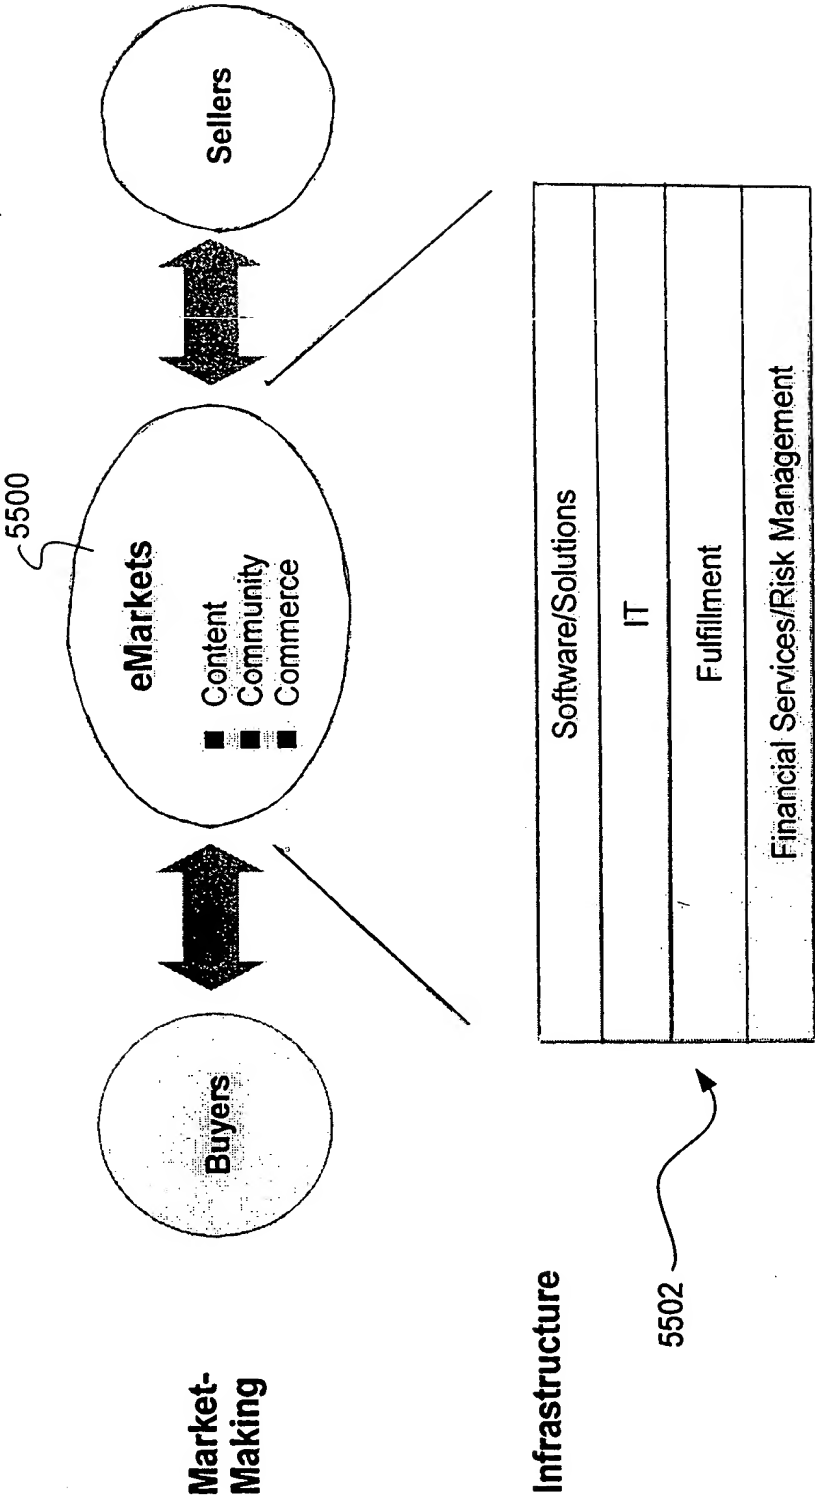 5500
Market-
Making
Buyers
eMarkets
Content
Community
Commerce
Sellers
Infrastructure
5502
Software/Solutions
IT
Fulfillment
Financial Services/Risk Management